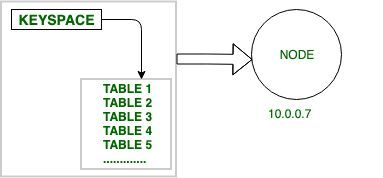 KEYSPACE
TABLE 1
TABLE 2
TABLE 3
TABLE 4
TABLE 5
.............
NODE
10.0.0.7